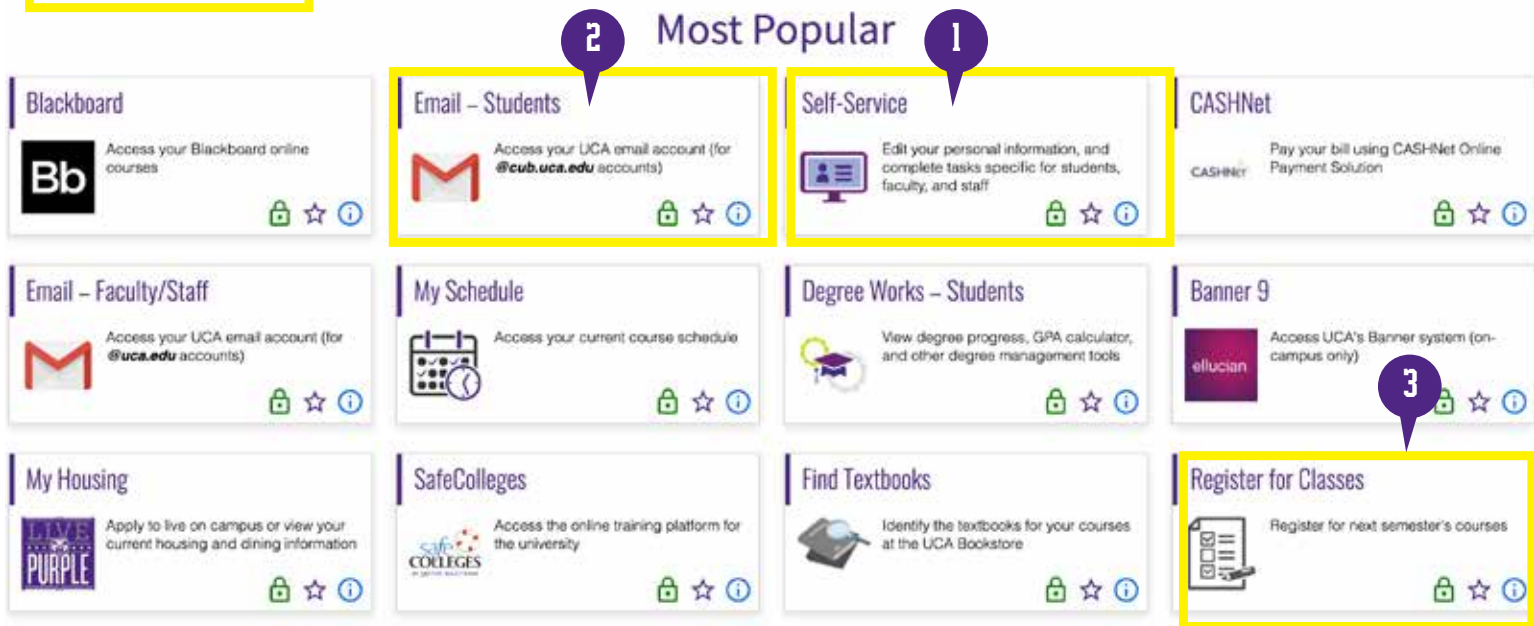 Most Popular
2
1
Blackboard
Bb
Access your Blackboard online
courses
Email – Students
Access your UCA email account (for
@cub.uca.edu accounts)
Self-Service
Edit your personal information, and
complete tasks specific for students,
faculty, and staff
CASHNet
CASHNet
Pay your bill using CASHNet Online
Payment Solution
Email – Faculty/Staff
Access your UCA email account (for
@uca.edu accounts)
My Schedule
Access your current course schedule
Degree Works – Students
View degree progress, GPA calculator,
and other degree management tools
Banner 9
ellucian
Access UCA's Banner system (on-
campus only)
3
My Housing
LIVE
PURPLE
Apply to live on campus or view your
current housing and dining information
SafeColleges
safe
COLLEGES
Access the online training platform for
the university
Find Textbooks
Identify the textbooks for your courses
at the UCA Bookstore
Register for Classes
Register for next semester's courses